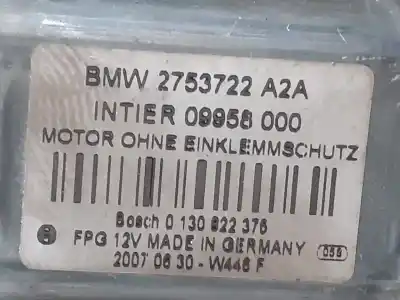 BMW 2753722 A2A
INTIER 09958 000
MOTOR OHNE EINKLEMMSCHUTZ
Bosch 0 130 822 376
FPG 12V MADE IN GERMANY
056
2007 06 30 - W446 F